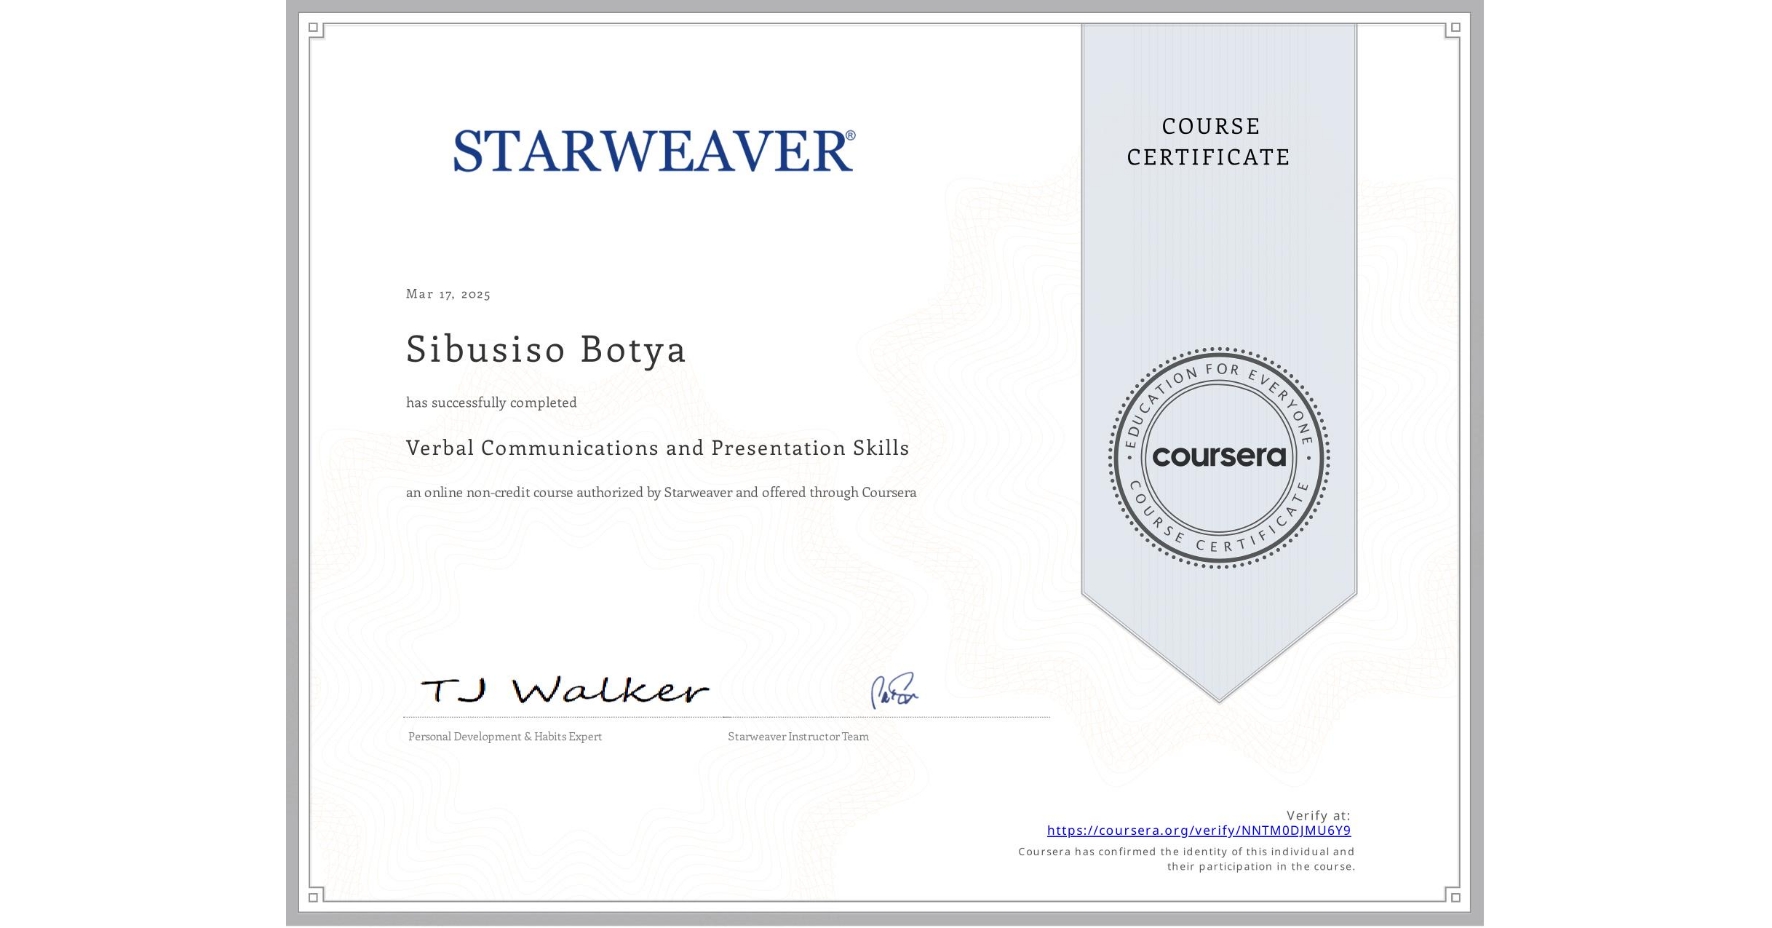 STARWEAVER®
COURSE
CERTIFICATE
Mar 17, 2025
Sibusiso Botya
has successfully completed
Verbal Communications and Presentation Skills
an online non-credit course authorized by Starweaver and offered through Coursera
EDUCATION FOR EVERYONE
coursera
COURSE CERTIFICATE
TJ Walker
Personal Development & Habits Expert
Starweaver Instructor Team
Verify at:
https://coursera.org/verify/NNTM0DJMU6Y9
Coursera has confirmed the identity of this individual and
their participation in the course.